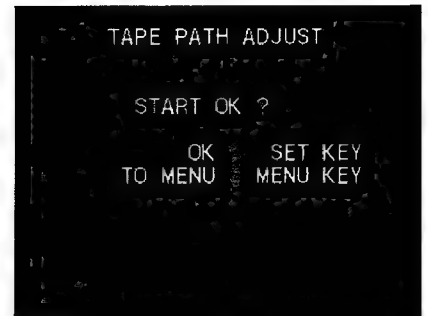 TAPE PATH ADJUST
START OK ?
OK SET KEY
TO MENU MENU KEY